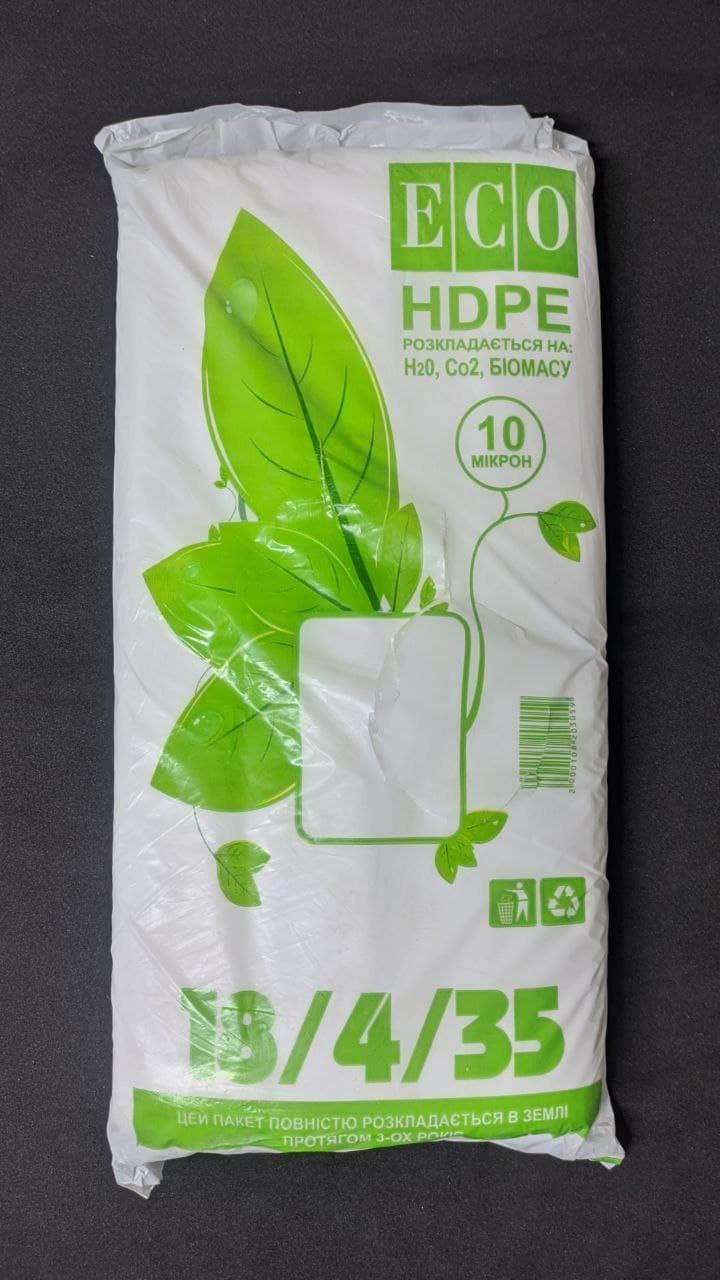 ECO
HDPE
РОЗКЛАДАЄТЬСЯ НА:
H20, Co2, БІОМАСУ
10
МІКРОН
18/4/35
ЦЕЙ ПАКЕТ ПОВНІСТЮ РОЗКЛАДАЄТЬСЯ В ЗЕМЛІ
ПРОТЯГОМ 3-ОХ РОКІВ